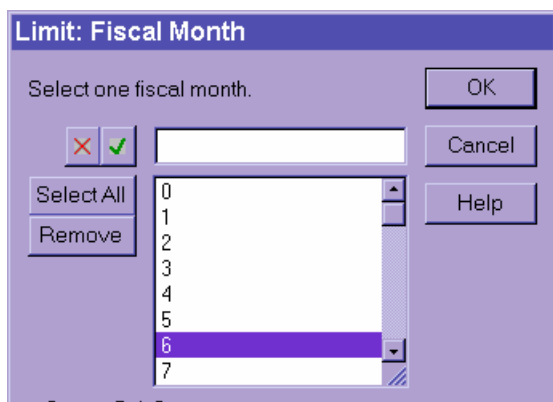 Limit: Fiscal Month
Select one fiscal month.
OK
Cancel
Select All
Remove
Help
0
1
2
3
4
5
6
7